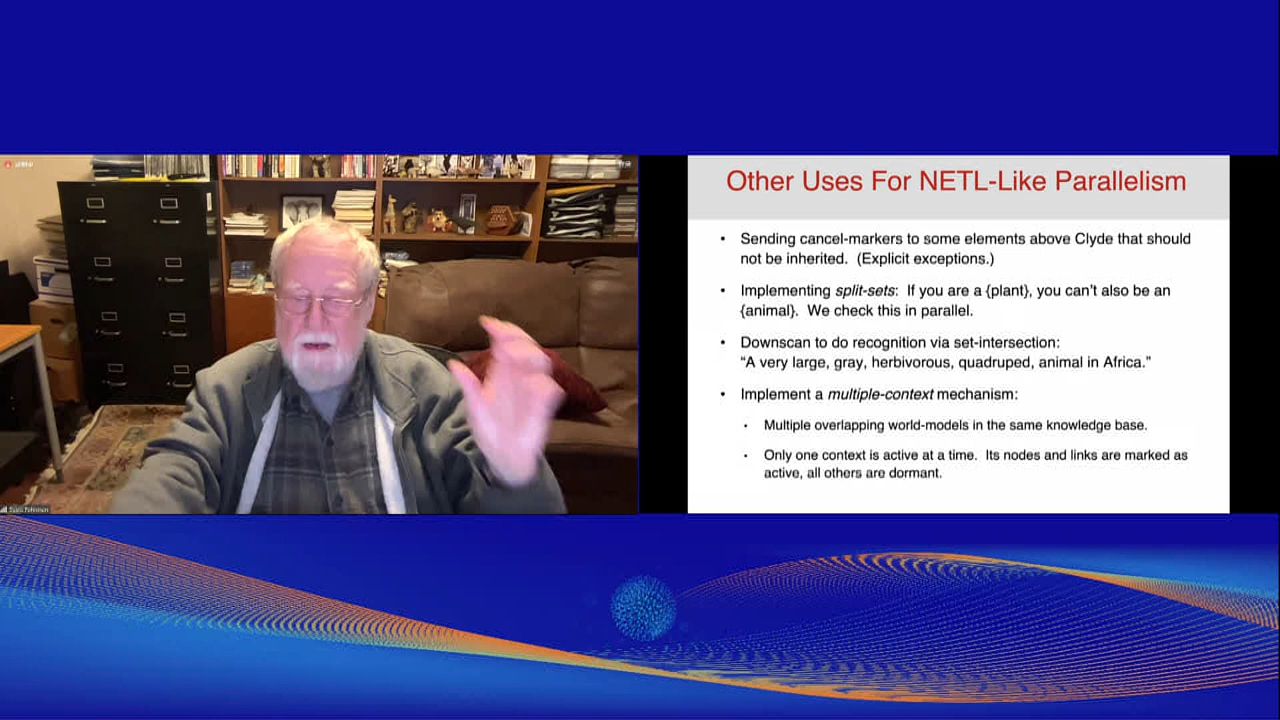 Other Uses For NETL-Like Parallelism
• Sending cancel-markers to some elements above Clyde that should
not be inherited. (Explicit exceptions.)
• Implementing split-sets: If you are a {plant}, you can't also be an
{animal}. We check this in parallel.
• Downscan to do recognition via set-intersection:
"A very large, gray, herbivorous, quadruped, animal in Africa."
• Implement a multiple-context mechanism:
• Multiple overlapping world-models in the same knowledge base.
• Only one context is active at a time. Its nodes and links are marked as
active, all others are dormant.